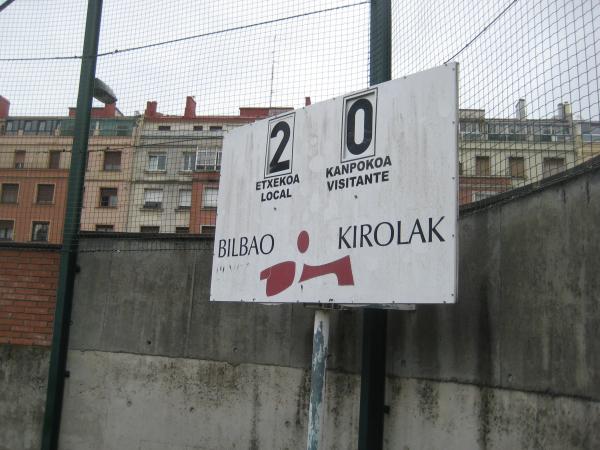 2 0
ETXEKOA
LOCAL
KANPOKOA
VISITANTE
BILBAO KIROLAK